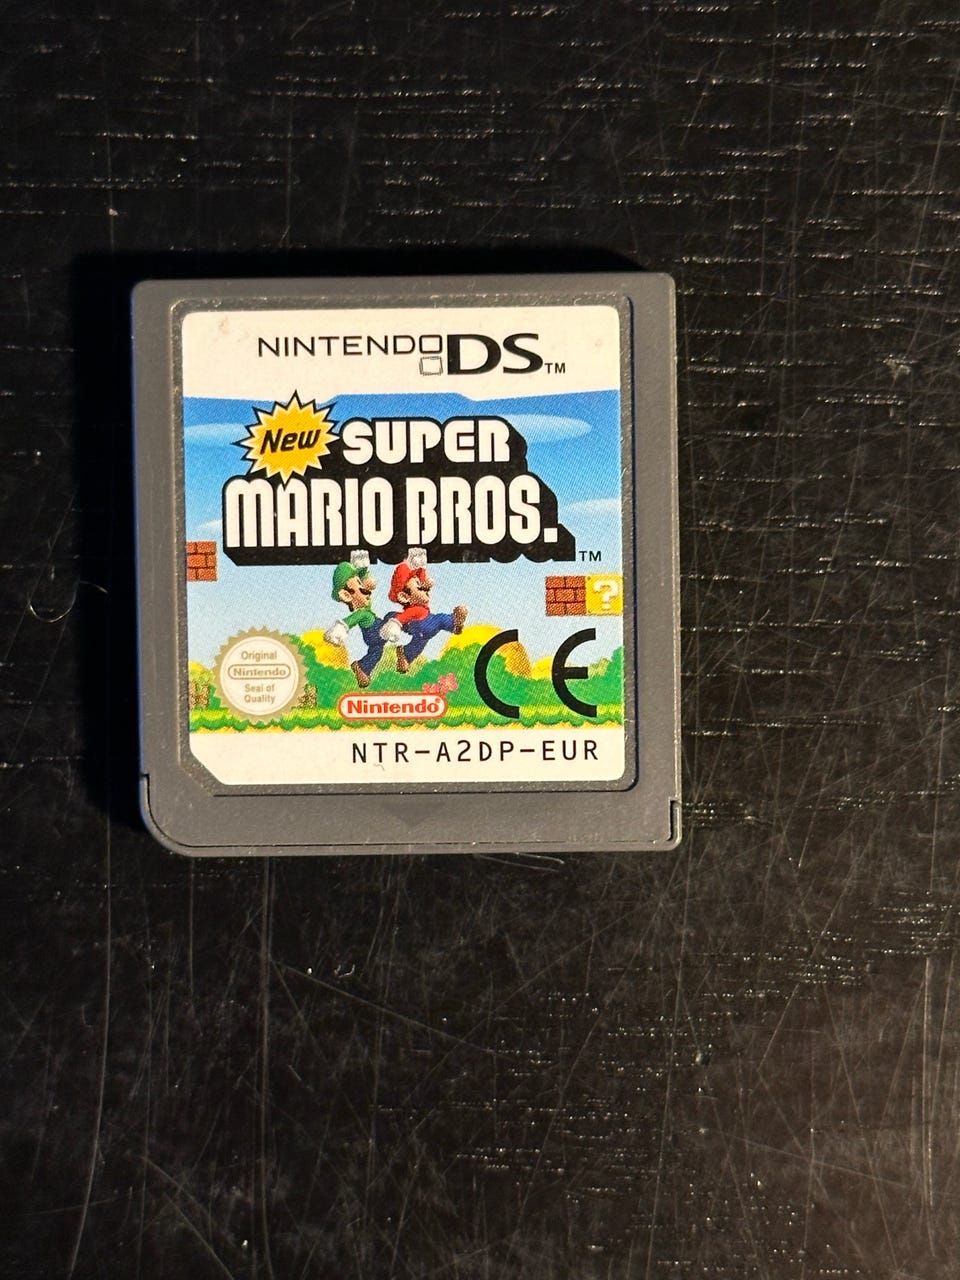 NINTENDO DS™
New SUPER
MARIO BROS.™
?
Original
Nintendo
Seal of
Quality
Nintendo®
CE
NTR-A2DP-EUR